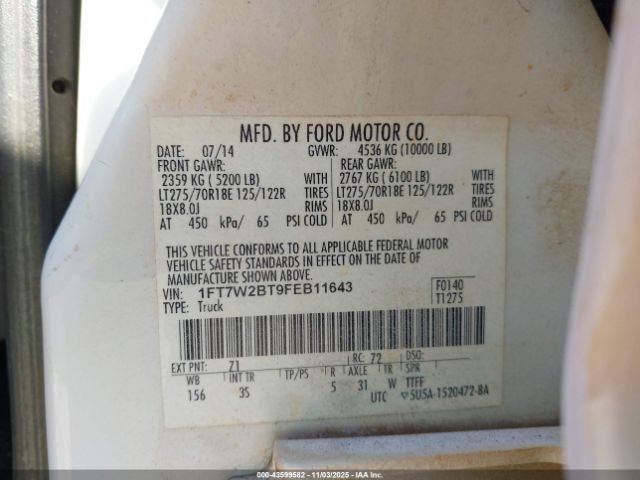 MFD. BY FORD MOTOR CO.
DATE: 07/14 GVWR: 4536 KG (10000 LB)
FRONT GAWR: REAR GAWR:
2359 KG ( 5200 LB) WITH 2767 KG ( 6100 LB) WITH
LT275/70R18E 125/122R TIRES LT275/70R18E 125/122R TIRES
18X8.0J RIMS 18X8.0J RIMS
AT 450 kPa/ 65 PSI COLD AT 450 kPa/ 65 PSI COLD
THIS VEHICLE CONFORMS TO ALL APPLICABLE FEDERAL MOTOR
VEHICLE SAFETY STANDARDS IN EFFECT ON THE DATE OF
MANUFACTURE SHOWN ABOVE.
VIN: 1FT7W2BT9FEB11643 F0140
TYPE: Truck T1275
EXT PNT: Z1 RC: 72 DSO:
WB INT TR TP/PS R AXLE TR SPR
156 3S 5 31 W TTFF
UTC ▽5U5A-1520472-BA
000-43599582 - 11/03/2025 - IAAI.COM